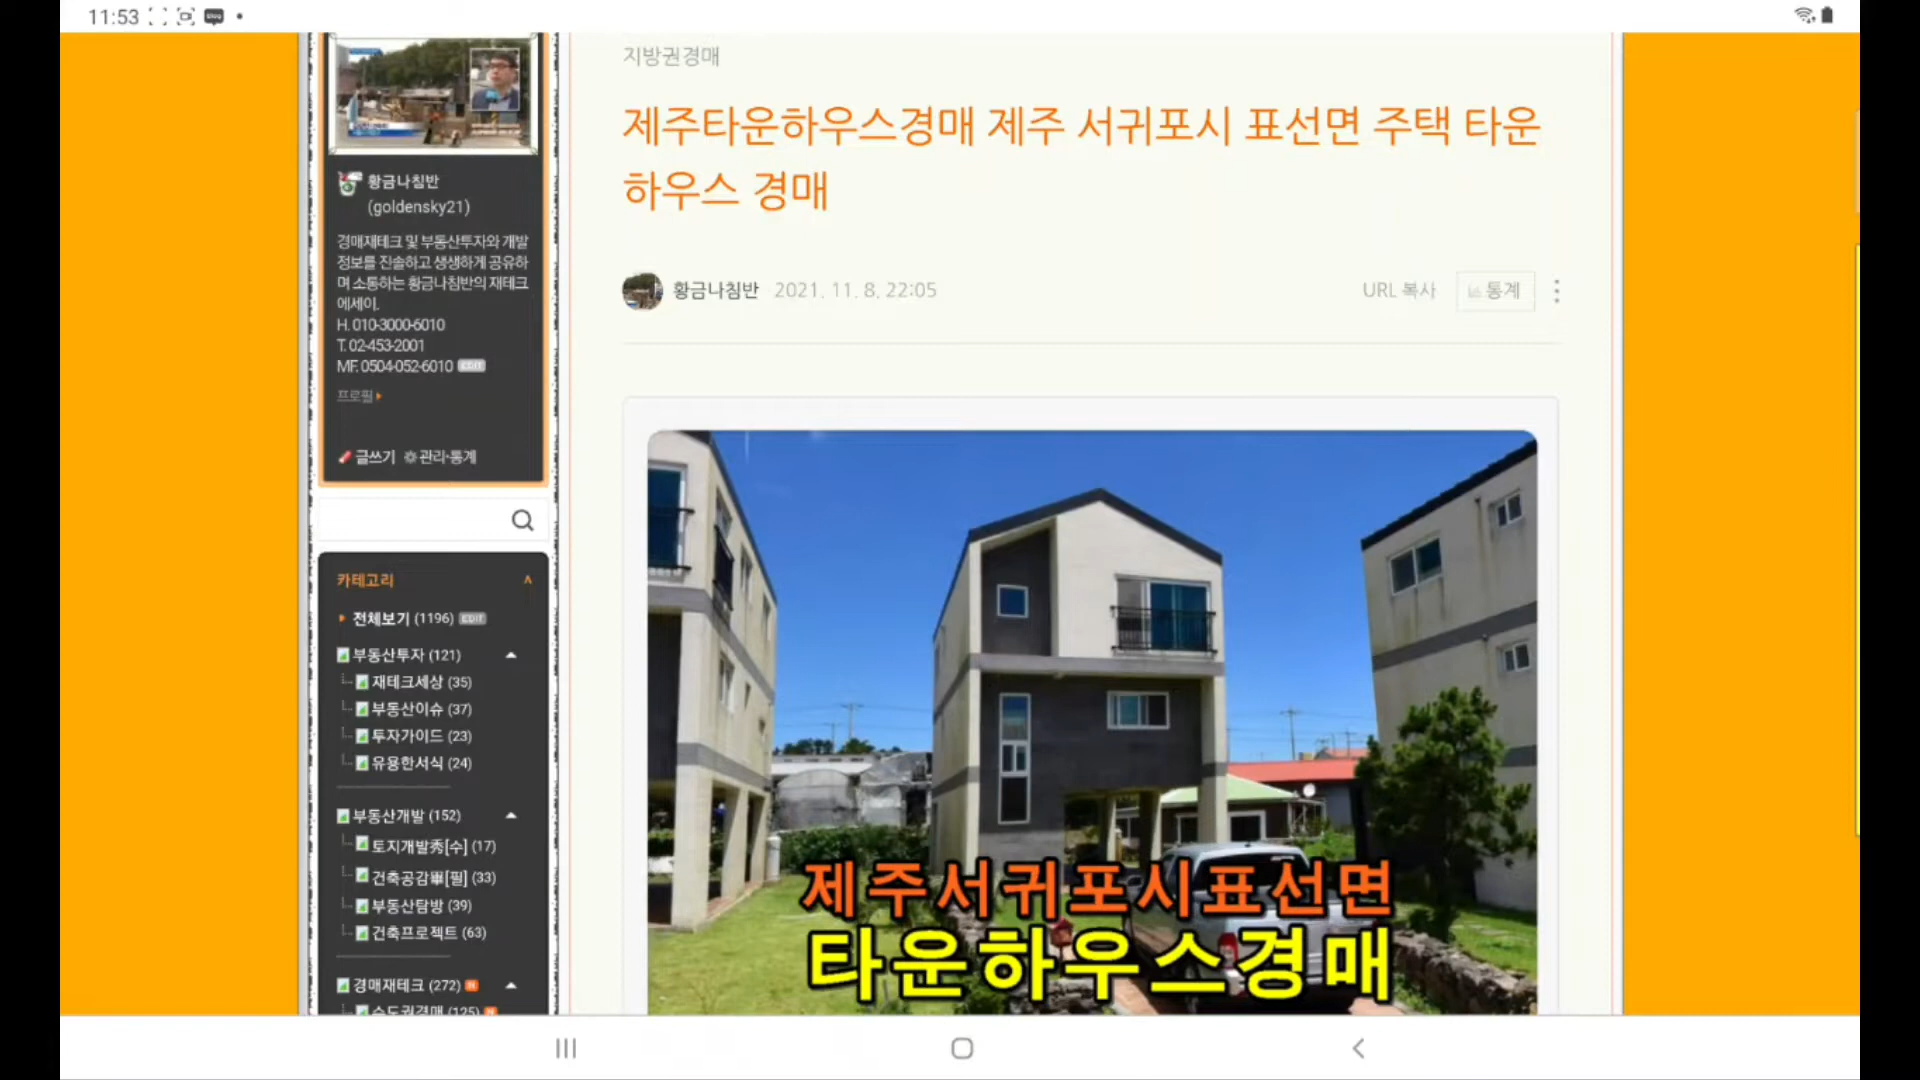 11:53
황금나침반
(goldensky21)
경매재테크 및 부동산투자와 개발
정보를 진솔하고 생생하게 공유하
며 소통하는 황금나침반의 재테크
에세이.
H. 010-3000-6010
T. 02-453-2001
MF. 0504-052-6010 EDIT
프로필
글쓰기 관리·통계
카테고리
전체보기 (1196) EDIT
부동산투자 (121)
재테크세상 (35)
부동산이슈 (37)
투자가이드 (23)
유용한서식 (24)
부동산개발 (152)
토지개발秀[수] (17)
건축공감畢[필] (33)
부동산탐방 (39)
건축프로젝트 (63)
경매재테크 (272)
수도권경매 (125)
지방권경매
제주타운하우스경매 제주 서귀포시 표선면 주택 타운
하우스 경매
황금나침반 2021. 11. 8. 22:05
URL 복사 통계
제주서귀포시표선면
타운하우스경매